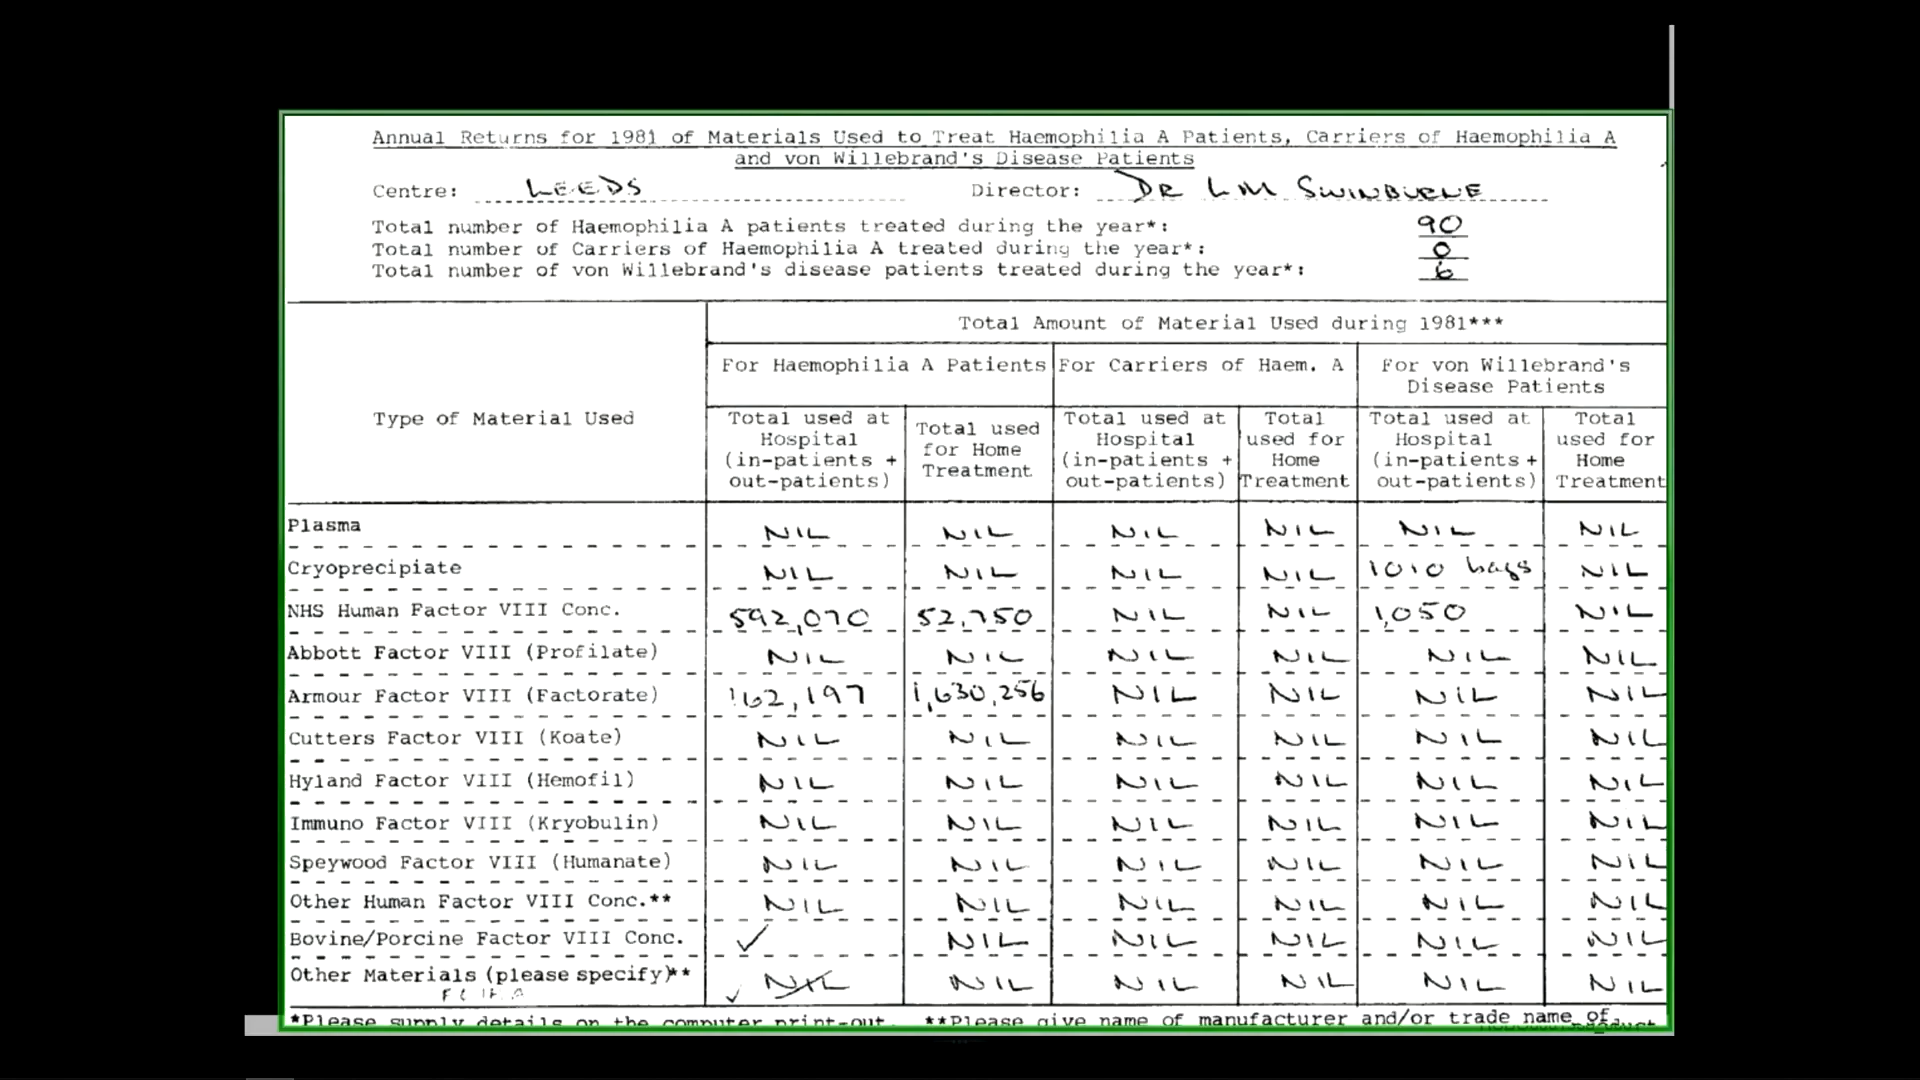 Annual Returns for 1981 of Materials Used to Treat Haemophilia A Patients, Carriers of Haemophilia A
and von Willebrand's Disease Patients
Centre: LEEDS Director: DR L M SWINBURNE
Total number of Haemophilia A patients treated during the year*: 90
Total number of Carriers of Haemophilia A treated during the year*: 0
Total number of von Willebrand's disease patients treated during the year*: 6
Total Amount of Material Used during 1981***
For Haemophilia A Patients For Carriers of Haem. A For von Willebrand's
Disease Patients
Type of Material Used
Total used at Hospital (in-patients + out-patients)
Total used for Home Treatment
Total used at Hospital (in-patients + out-patients)
Total used for Home Treatment
Total used at Hospital (in-patients + out-patients)
Total used for Home Treatment
Plasma NIL NIL NIL NIL NIL NIL
Cryoprecipiate NIL NIL NIL NIL 1010 bags NIL
NHS Human Factor VIII Conc. 592,070 52,750 NIL NIL 1,050 NIL
Abbott Factor VIII (Profilate) NIL NIL NIL NIL NIL NIL
Armour Factor VIII (Factorate) 162,197 1,630,256 NIL NIL NIL NIL
Cutters Factor VIII (Koate) NIL NIL NIL NIL NIL NIL
Hyland Factor VIII (Hemofil) NIL NIL NIL NIL NIL NIL
Immuno Factor VIII (Kryobulin) NIL NIL NIL NIL NIL NIL
Speywood Factor VIII (Humanate) NIL NIL NIL NIL NIL NIL
Other Human Factor VIII Conc.** NIL NIL NIL NIL NIL NIL
Bovine/Porcine Factor VIII Conc. ✓ NIL NIL NIL NIL NIL
Other Materials (please specify)** ✓ NIL NIL NIL NIL NIL NIL
*Please supply details on the computer print-out. **Please give name of manufacturer and/or trade name of